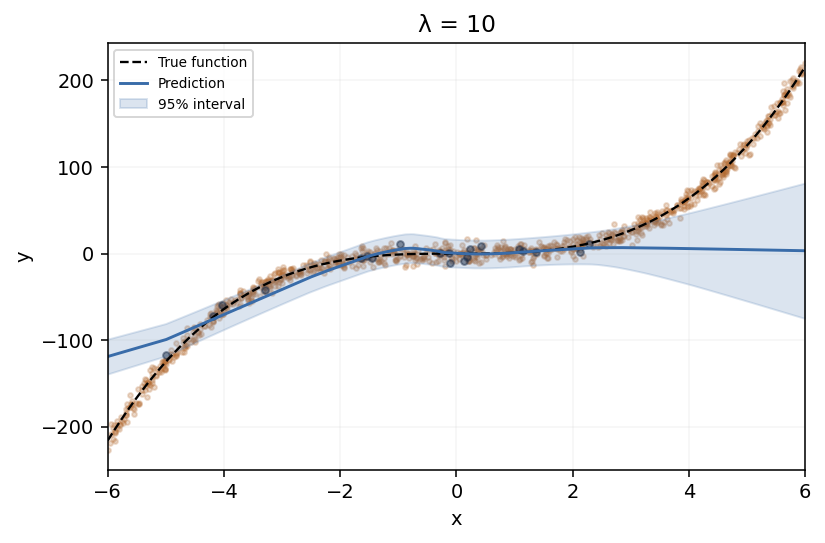 λ = 10
True function
Prediction
95% interval
200
100
0
−100
−200
y
−6
−4
−2
0
2
4
6
x